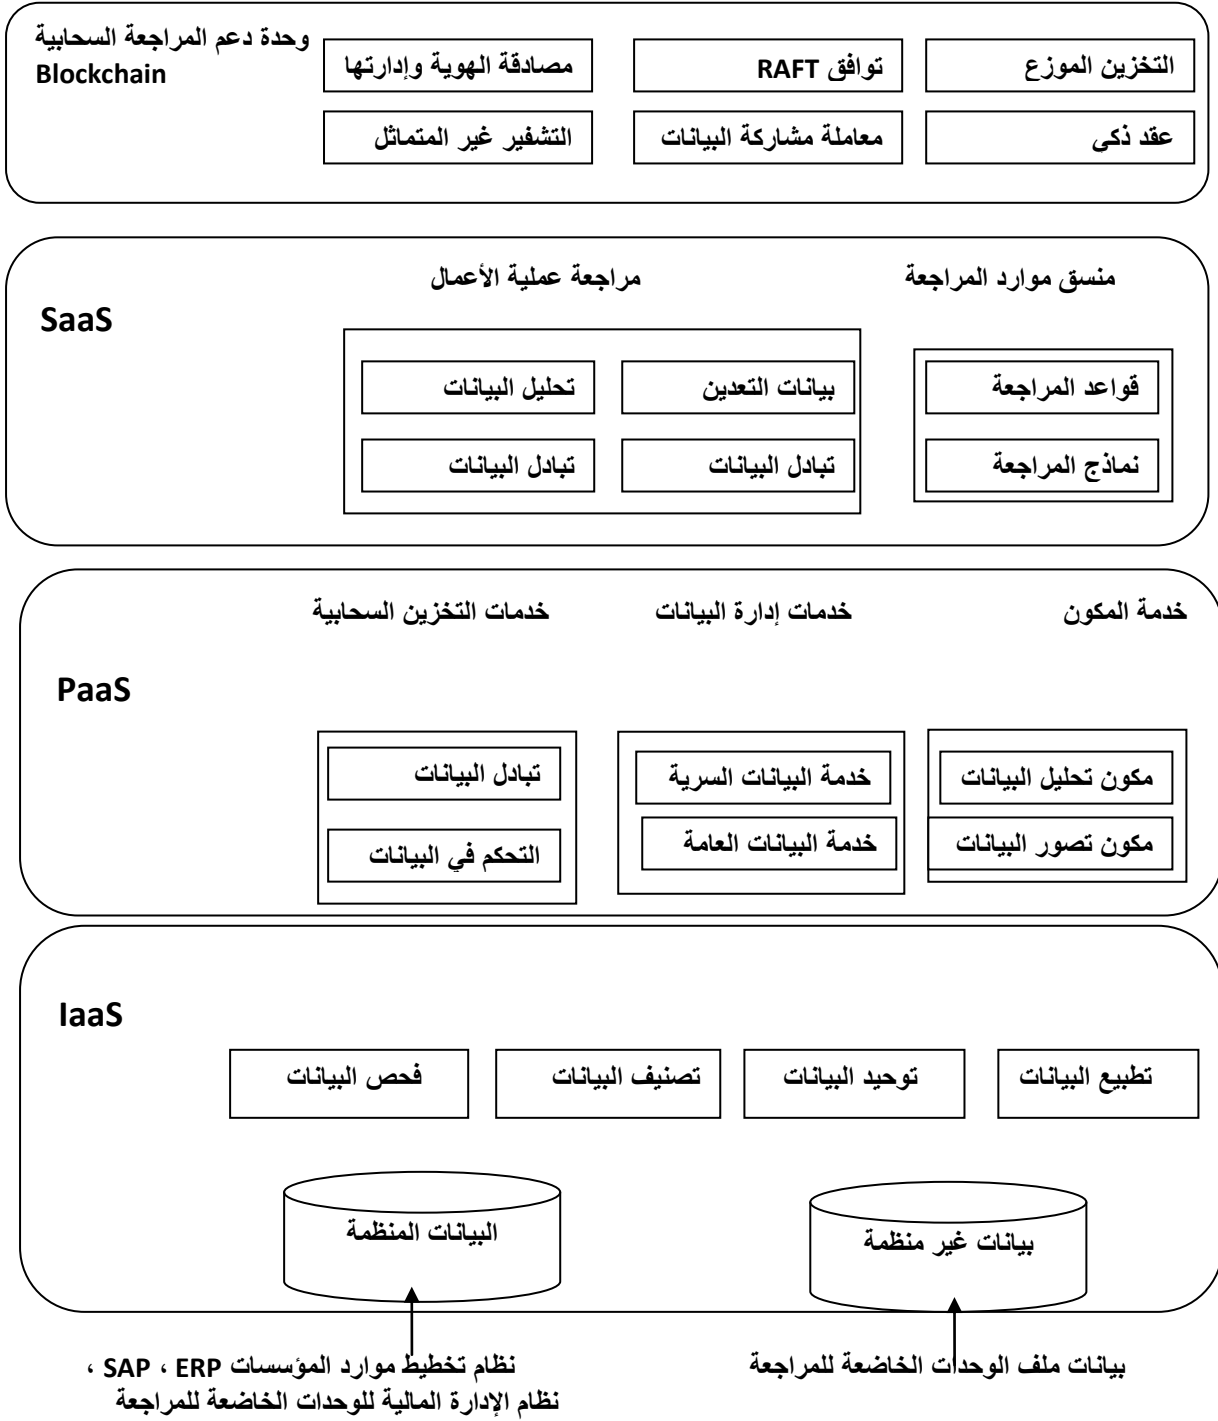 وحدة دعم المراجعة السحابية
Blockchain
التخزين الموزع
توافق RAFT
مصادقة الهوية وإدارتها
عقد ذكى
معاملة مشاركة البيانات
التشفير غير المتماثل
SaaS
منسق موارد المراجعة
مراجعة عملية الأعمال
قواعد المراجعة
بيانات التعدين
تحليل البيانات
نماذج المراجعة
تبادل البيانات
تبادل البيانات
PaaS
خدمة المكون
خدمات إدارة البيانات
خدمات التخزين السحابية
مكون تحليل البيانات
خدمة البيانات السرية
تبادل البيانات
مكون تصور البيانات
خدمة البيانات العامة
التحكم في البيانات
IaaS
تطبيع البيانات
توحيد البيانات
تصنيف البيانات
فحص البيانات
بيانات غير منظمة
البيانات المنظمة
بيانات ملف الوحدات الخاضعة للمراجعة
نظام تخطيط موارد المؤسسات SAP ، ERP ،
نظام الإدارة المالية للوحدات الخاضعة للمراجعة